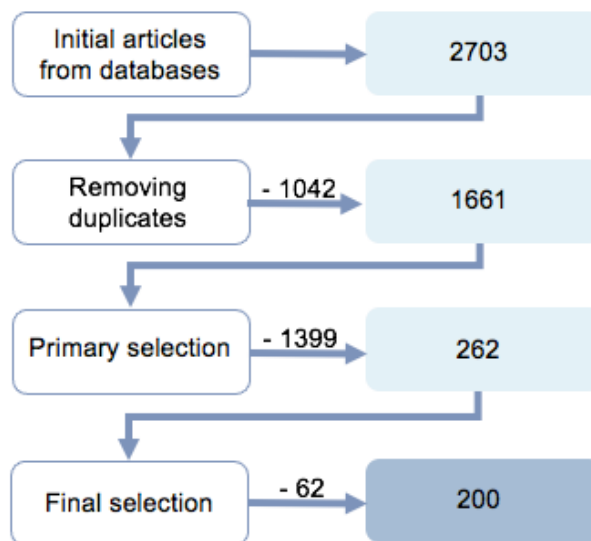 Initial articles
from databases
2703
Removing
duplicates
- 1042
1661
Primary selection
- 1399
262
Final selection
- 62
200